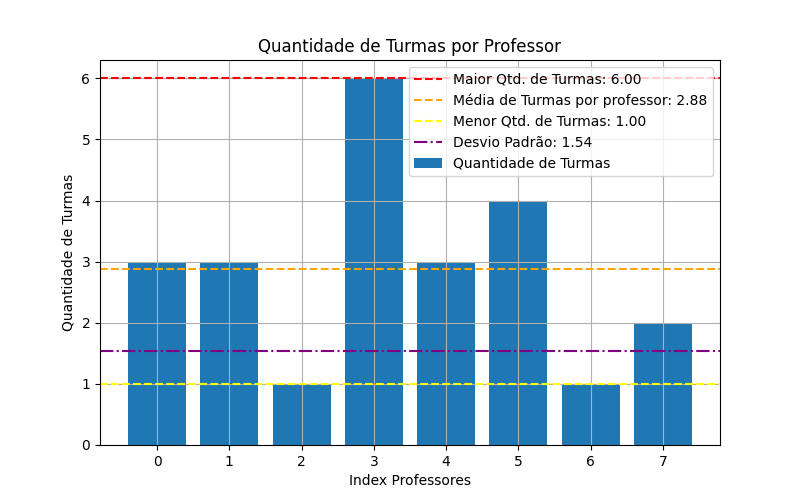 Quantidade de Turmas por Professor
Maior Qtd. de Turmas: 6.00
Média de Turmas por professor: 2.88
Menor Qtd. de Turmas: 1.00
Desvio Padrão: 1.54
Quantidade de Turmas
Quantidade de Turmas
6
5
4
3
2
1
0
0 1 2 3 4 5 6 7
Index Professores